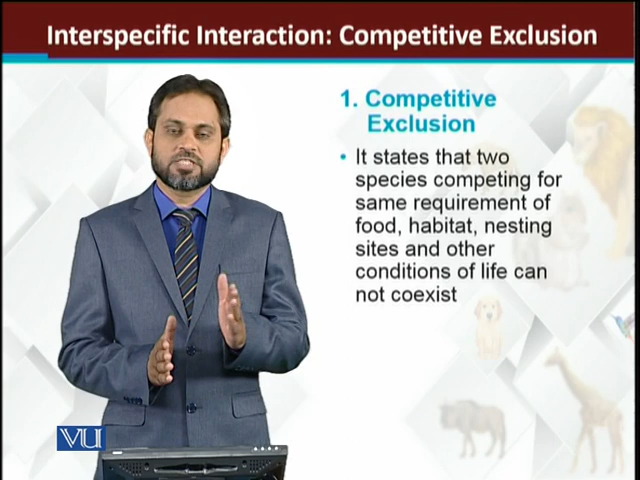 Interspecific Interaction: Competitive Exclusion
1. Competitive
Exclusion
• It states that two
species competing for
same requirement of
food, habitat, nesting
sites and other
conditions of life can
not coexist
VU